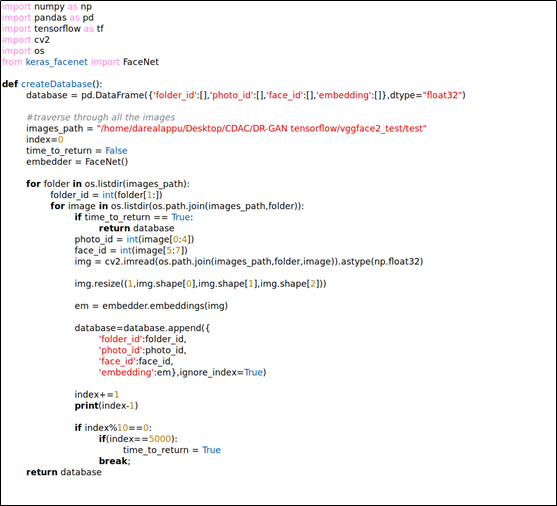 import numpy as np
import pandas as pd
import tensorflow as tf
import cv2
import os
from keras_facenet import FaceNet
def createDatabase():
database = pd.DataFrame({'folder_id':[],'photo_id':[],'face_id':[],'embedding':[]},dtype="float32")
#traverse through all the images
images_path = "/home/darealappu/Desktop/CDAC/DR-GAN tensorflow/vggface2_test/test"
index=0
time_to_return = False
embedder = FaceNet()
for folder in os.listdir(images_path):
folder_id = int(folder[1:])
for image in os.listdir(os.path.join(images_path,folder)):
if time_to_return == True:
return database
photo_id = int(image[0:4])
face_id = int(image[5:7])
img = cv2.imread(os.path.join(images_path,folder,image)).astype(np.float32)
img.resize((1,img.shape[0],img.shape[1],img.shape[2]))
em = embedder.embeddings(img)
database=database.append({
'folder_id':folder_id,
'photo_id':photo_id,
'face_id':face_id,
'embedding':em},ignore_index=True)
index+=1
print(index-1)
if index%10==0:
if(index==5000):
time_to_return = True
break;
return database